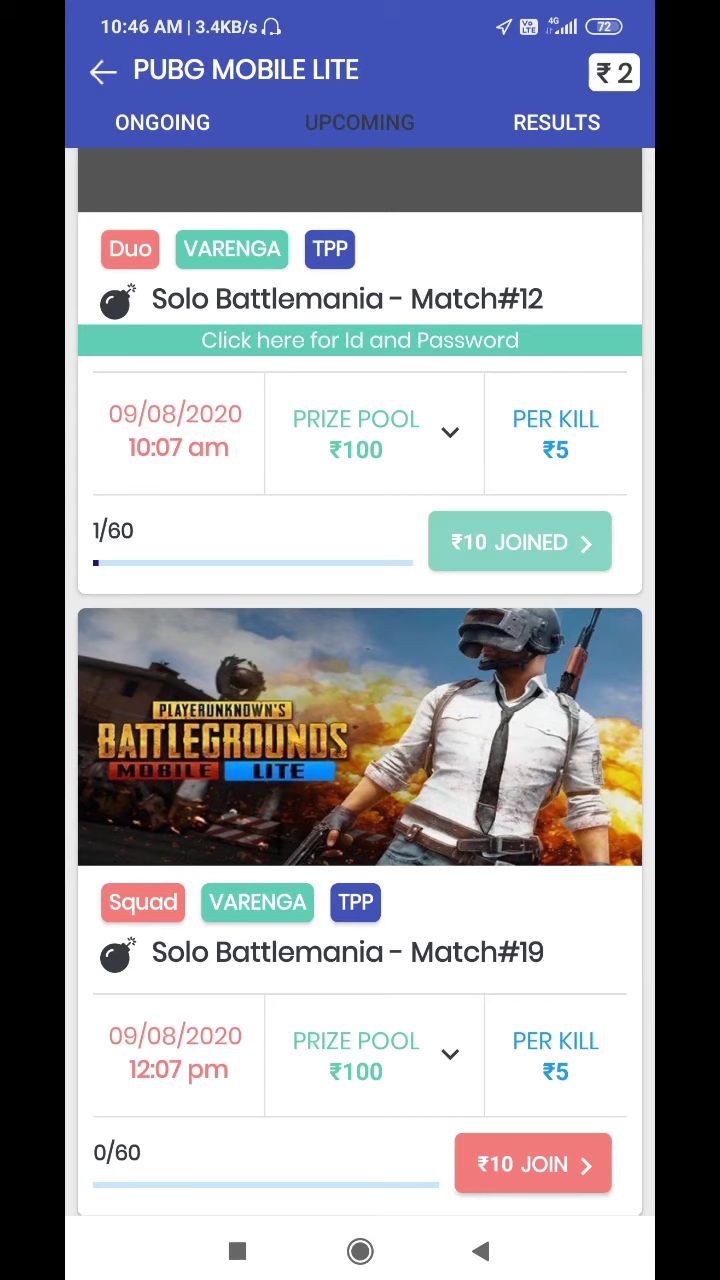 10:46 AM | 3.4KB/s
Vo LTE 4G 72
PUBG MOBILE LITE
₹ 2
ONGOING UPCOMING RESULTS
Duo VARENGA TPP
Solo Battlemania - Match#12
Click here for Id and Password
09/08/2020
10:07 am
PRIZE POOL
₹100
PER KILL
₹5
1/60
₹10 JOINED
PLAYERUNKNOWN'S
BATTLEGROUNDS
MOBILE LITE
Squad VARENGA TPP
Solo Battlemania - Match#19
09/08/2020
12:07 pm
PRIZE POOL
₹100
PER KILL
₹5
0/60
₹10 JOIN